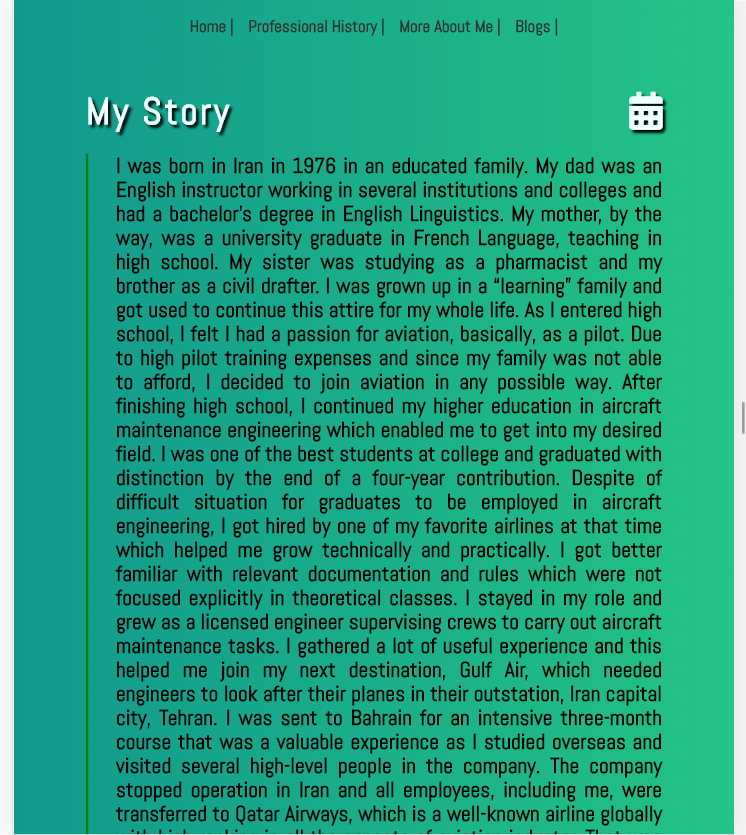 Home | Professional History | More About Me | Blogs |
My Story
I was born in Iran in 1976 in an educated family. My dad was an
English instructor working in several institutions and colleges and
had a bachelor's degree in English Linguistics. My mother, by the
way, was a university graduate in French Language, teaching in
high school. My sister was studying as a pharmacist and my
brother as a civil drafter. I was grown up in a “learning” family and
got used to continue this attire for my whole life. As I entered high
school, I felt I had a passion for aviation, basically, as a pilot. Due
to high pilot training expenses and since my family was not able
to afford, I decided to join aviation in any possible way. After
finishing high school, I continued my higher education in aircraft
maintenance engineering which enabled me to get into my desired
field. I was one of the best students at college and graduated with
distinction by the end of a four-year contribution. Despite of
difficult situation for graduates to be employed in aircraft
engineering, I got hired by one of my favorite airlines at that time
which helped me grow technically and practically. I got better
familiar with relevant documentation and rules which were not
focused explicitly in theoretical classes. I stayed in my role and
grew as a licensed engineer supervising crews to carry out aircraft
maintenance tasks. I gathered a lot of useful experience and this
helped me join my next destination, Gulf Air, which needed
engineers to look after their planes in their outstation, Iran capital
city, Tehran. I was sent to Bahrain for an intensive three-month
course that was a valuable experience as I studied overseas and
visited several high-level people in the company. The company
stopped operation in Iran and all employees, including me, were
transferred to Qatar Airways, which is a well-known airline globally